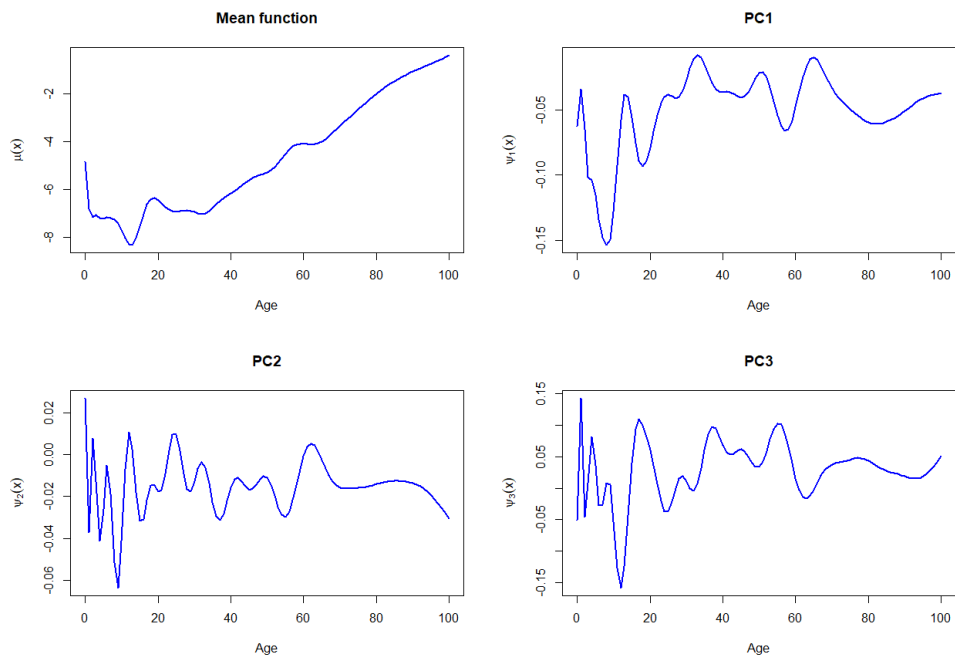 Mean function
μ(x)
-2
-4
-6
-8
0 20 40 60 80 100
Age
PC1
ψ₁(x)
-0.05
-0.10
-0.15
0 20 40 60 80 100
Age
PC2
ψ₂(x)
0.02
0.00
-0.02
-0.04
-0.06
0 20 40 60 80 100
Age
PC3
ψ₃(x)
0.15
0.05
-0.05
-0.15
0 20 40 60 80 100
Age